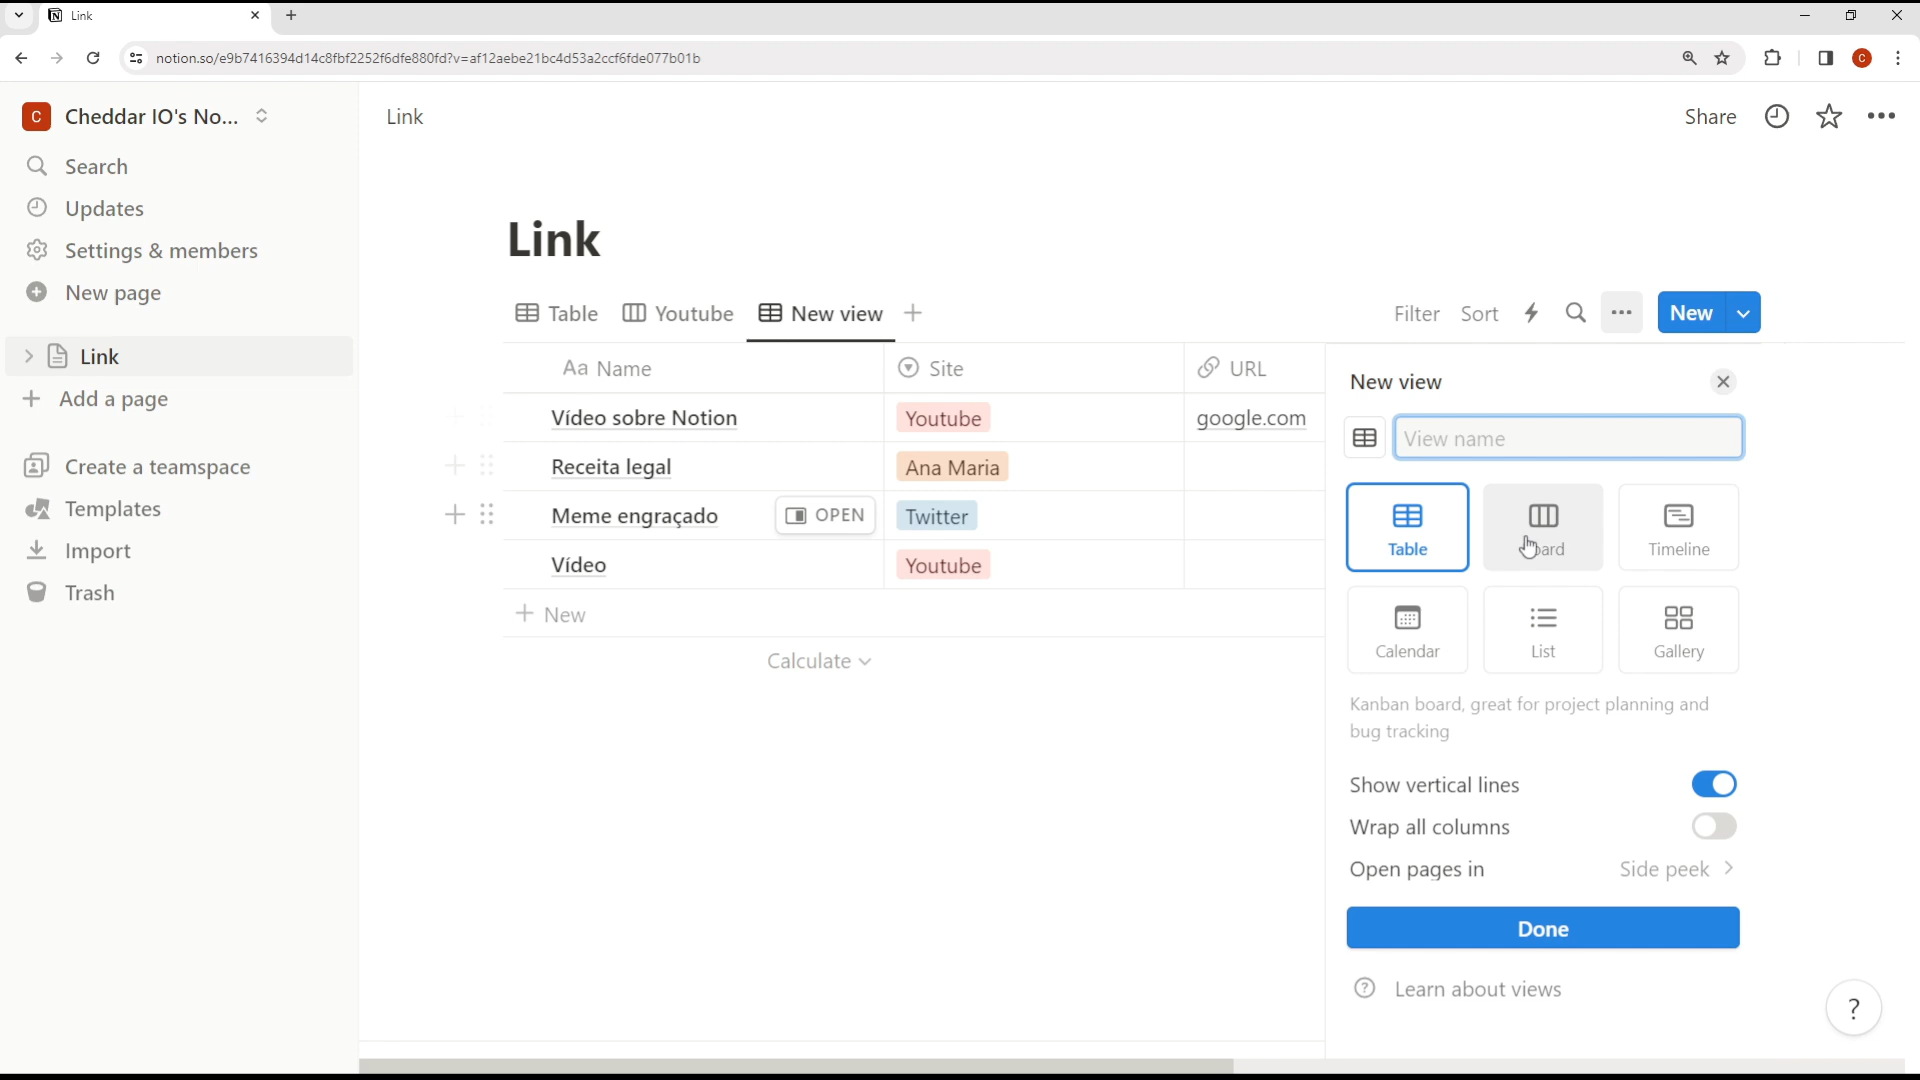 Link
notion.so/e9b7416394d14c8fbf2252f6dfe880fd?v=af12aebe21bc4d53a2ccf6fde077b01b
C
C Cheddar IO's No...
Search
Updates
Settings & members
New page
Link
Add a page
Create a teamspace
Templates
Import
Trash
Link
Share
Link
Table Youtube New view
Filter Sort New
Aa Name Site URL
Vídeo sobre Notion Youtube google.com
Receita legal Ana Maria
Meme engraçado OPEN Twitter
Vídeo Youtube
New
Calculate
New view
View name
Table Timeline
Calendar List Gallery
Kanban board, great for project planning and
bug tracking
Show vertical lines
Wrap all columns
Open pages in Side peek
Done
? Learn about views
?